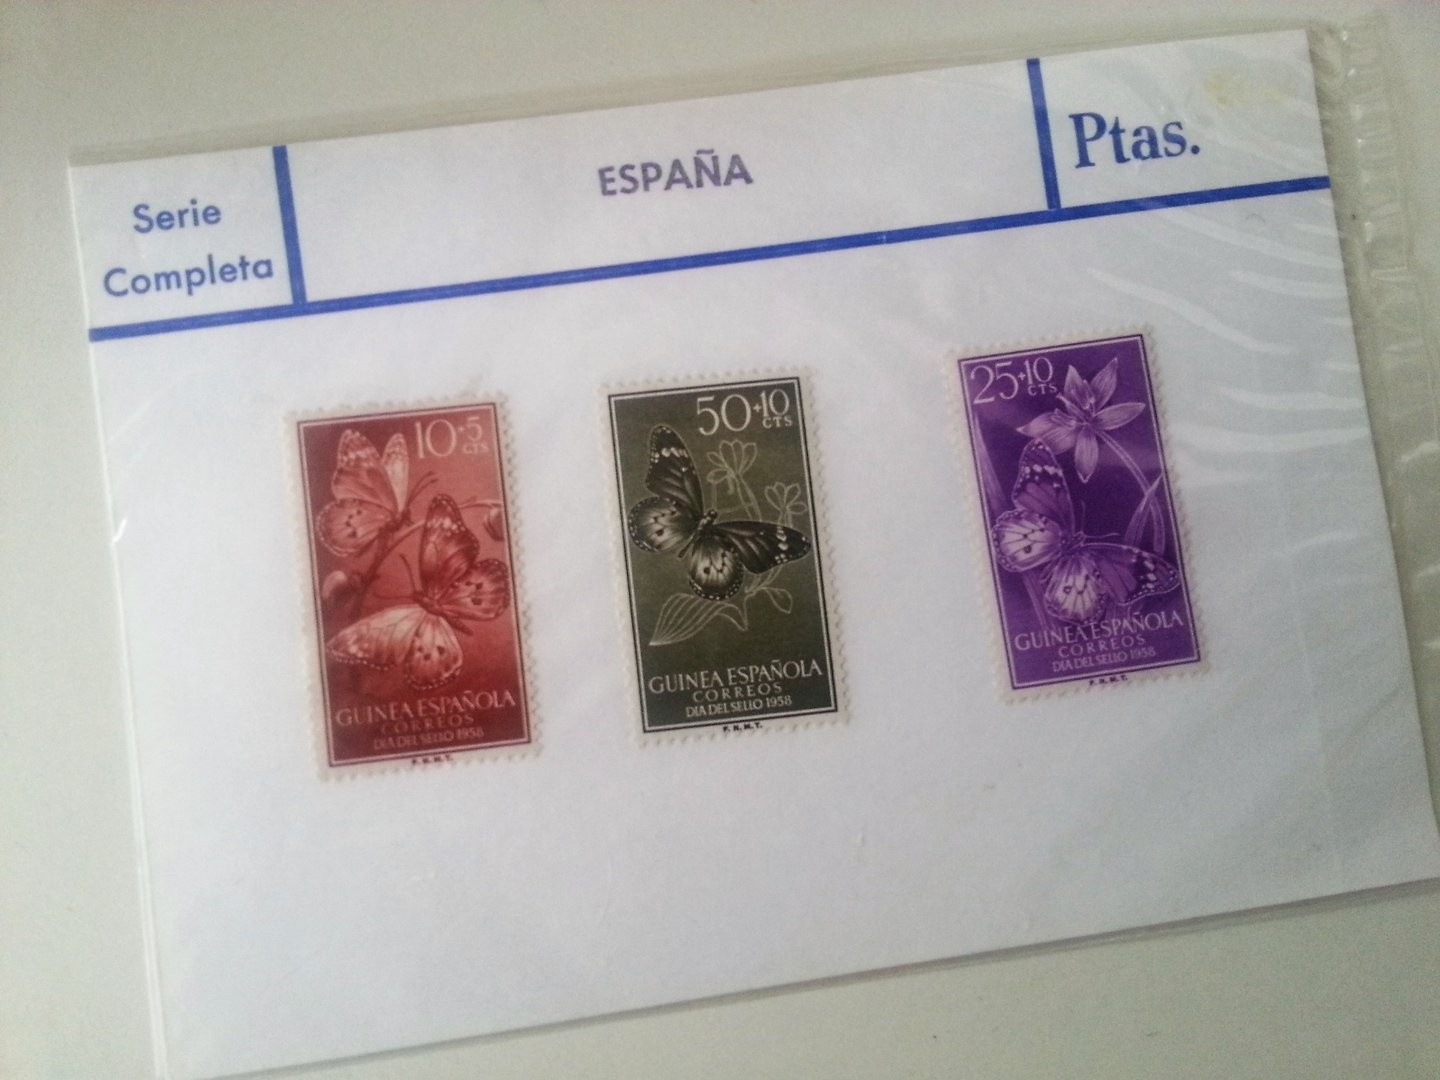 Serie
Completa
ESPAÑA
Ptas.
10+5
CTS
GUINEA ESPAÑOLA
CORREOS
DIA DEL SELLO 1958
F.N.M.T.
50+10
CTS
GUINEA ESPAÑOLA
CORREOS
DIA DEL SELLO 1958
F.N.M.T.
25+10
CTS
GUINEA ESPAÑOLA
CORREOS
DIA DEL SELLO 1958
F.N.M.T.